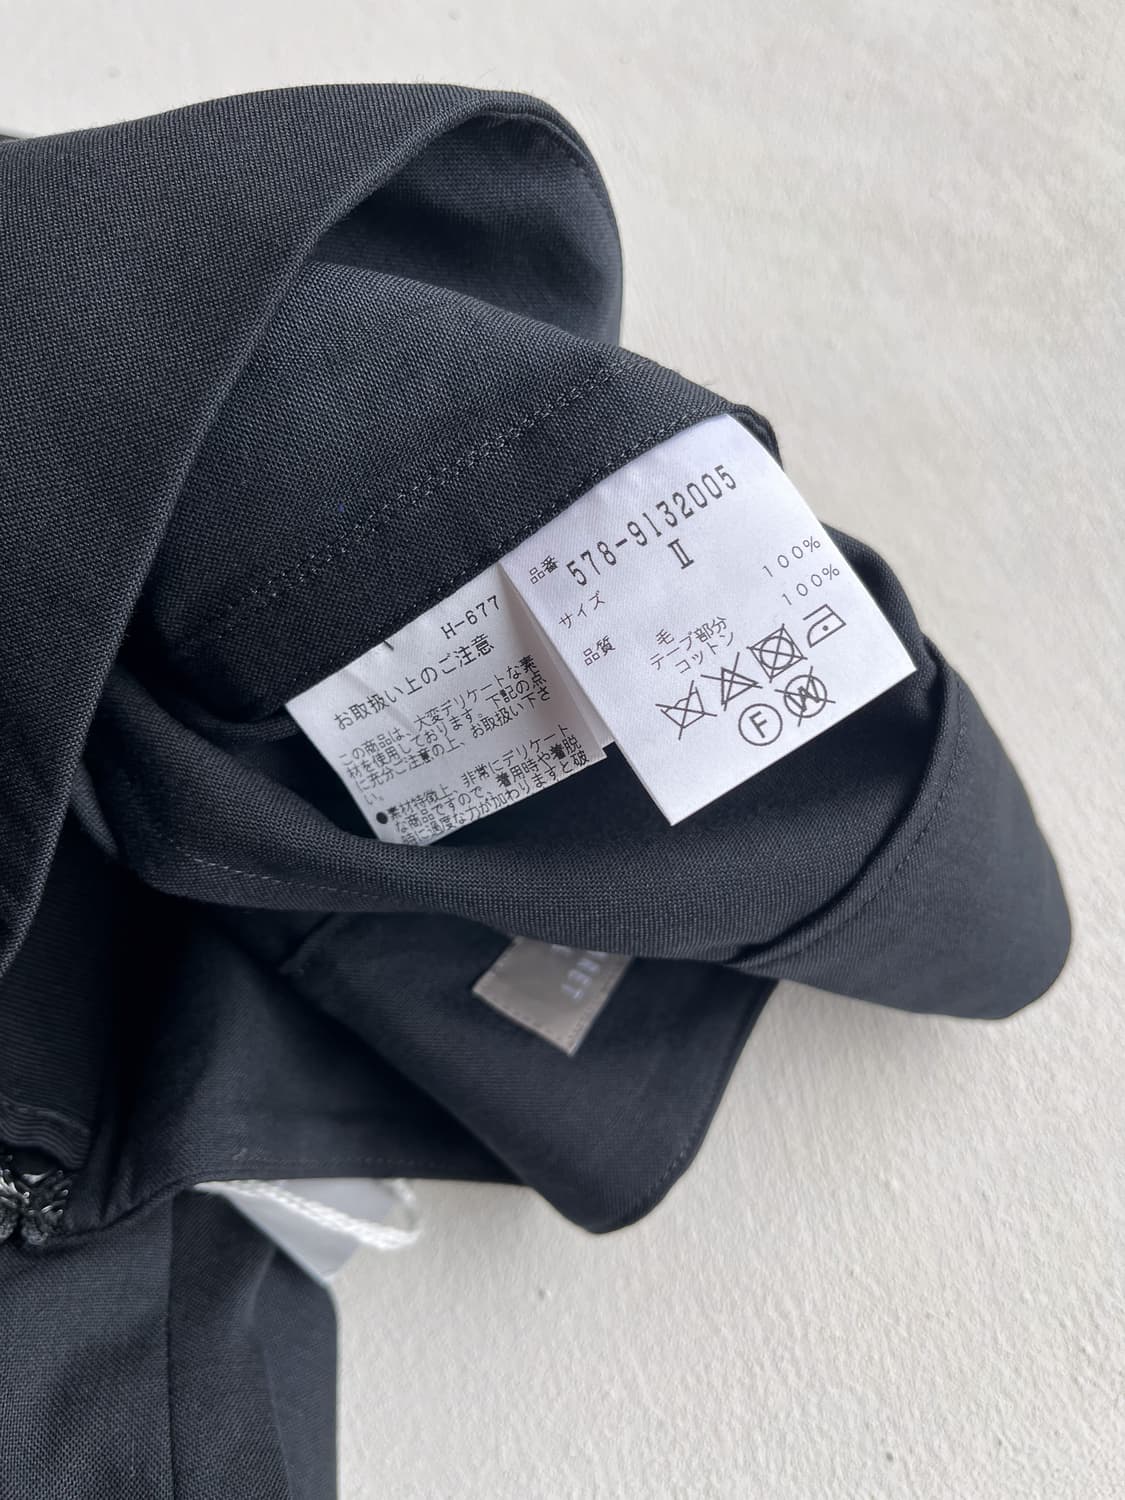 品番 578-9132005
サイズ Ⅱ
品質 毛 100%
テープ部分
コットン 100%
F
W
H-677
お取扱い上のご注意
この商品は、大変デリケートな素
材を使用しております。下記の点
に充分ご注意の上、お取扱い下さ
い。
●素材特徴上、非常にデリケート
な商品ですので、着用時や着脱
時に過度な力が加わりますと破